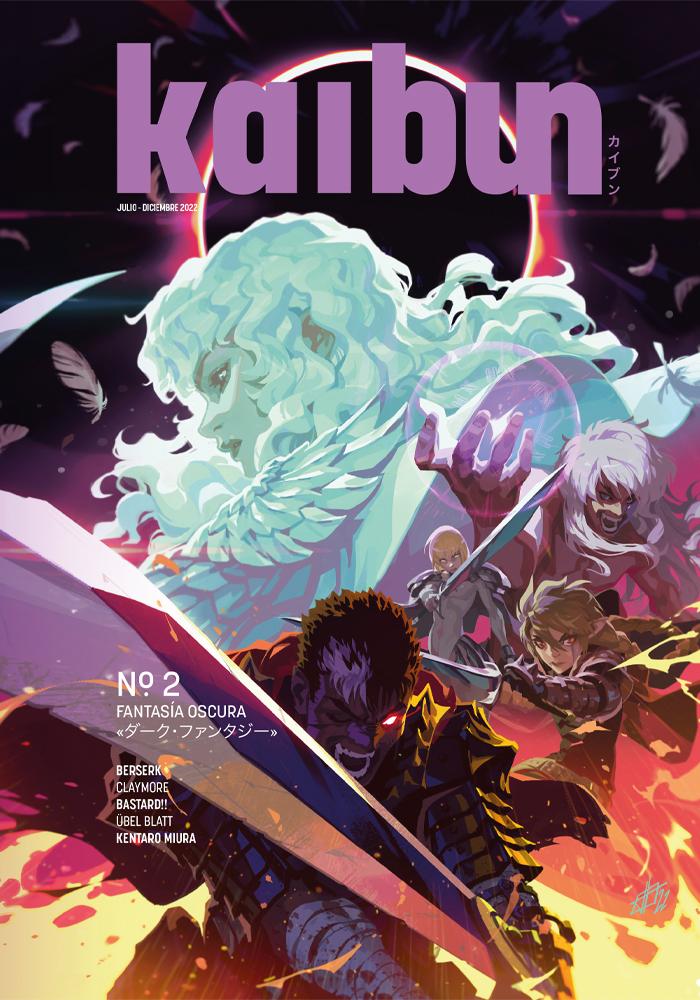 kaibun
カイブン
JULIO - DICIEMBRE 2022
Nº 2
FANTASÍA OSCURA
«ダーク・ファンタジー»
BERSERK
CLAYMORE
BASTARD!!
ÜBEL BLATT
KENTARO MIURA